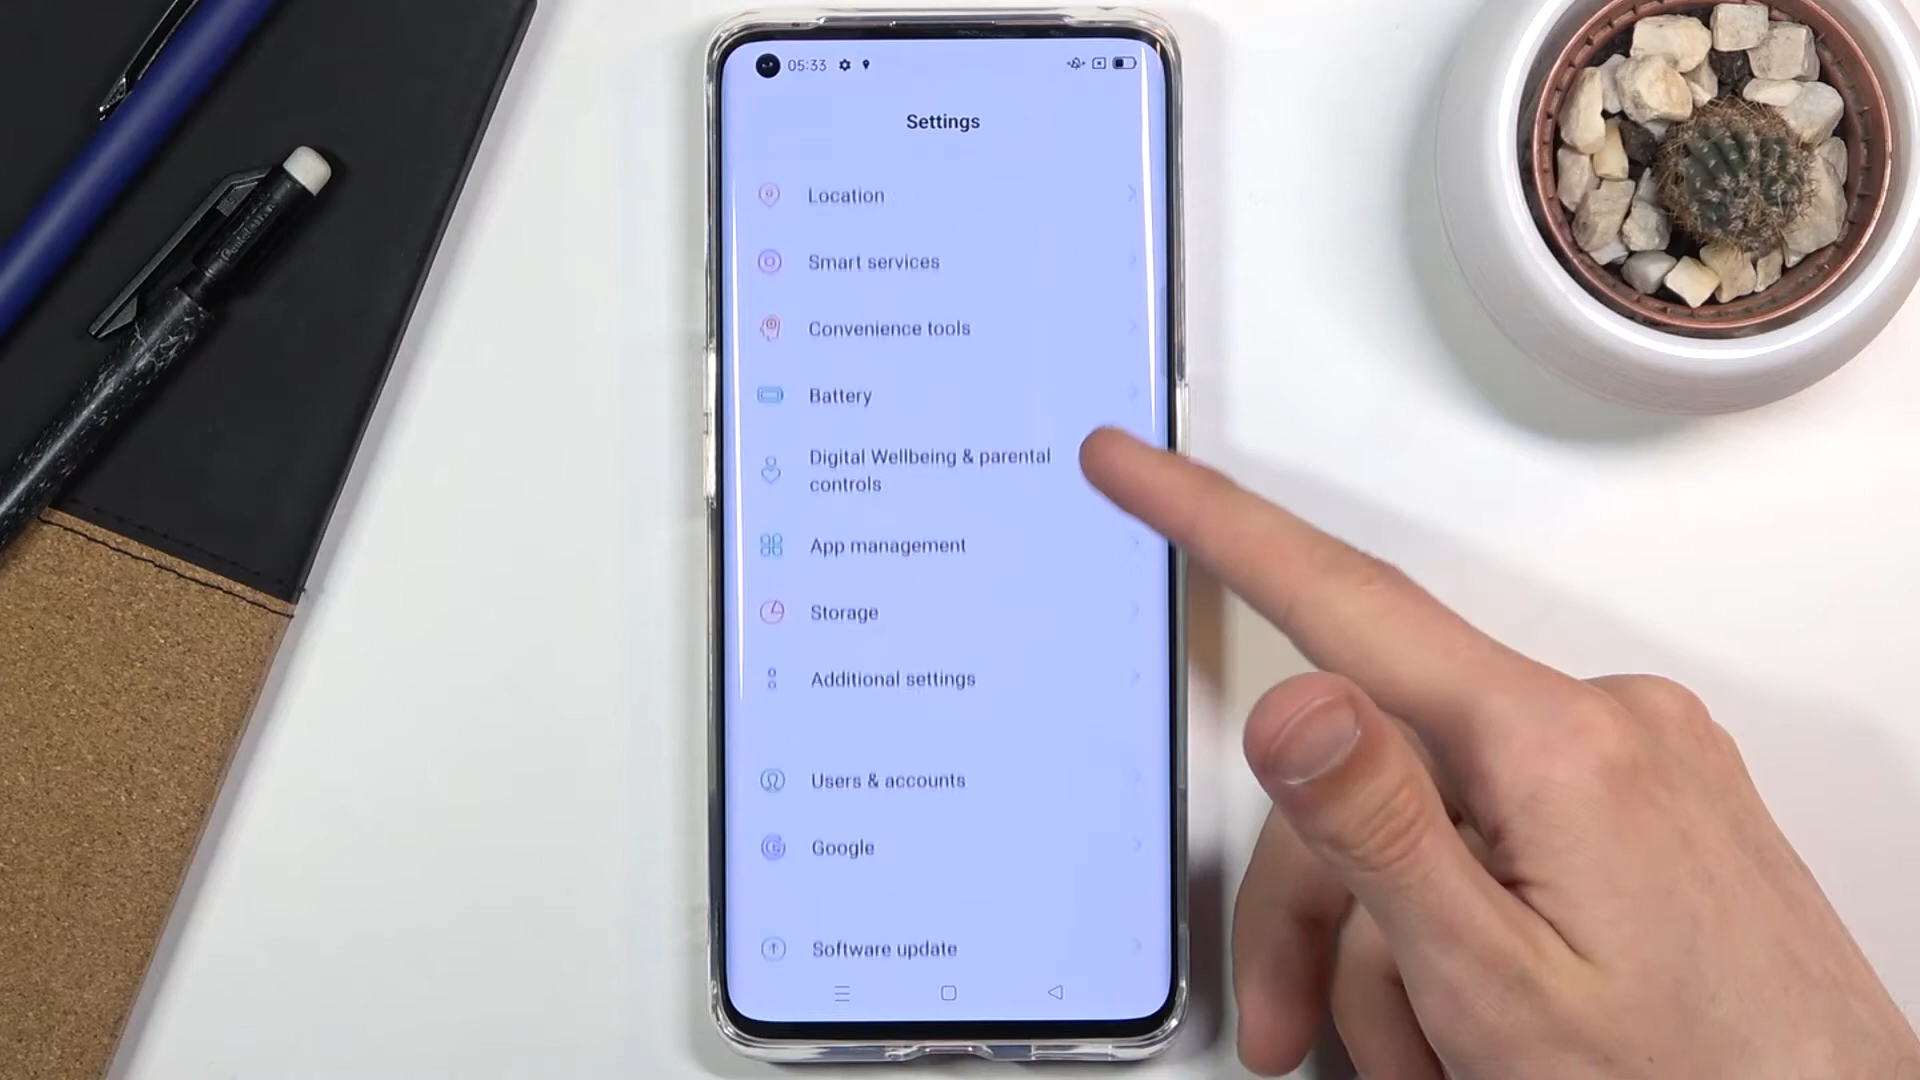 05:33
Settings
Location
Smart services
Convenience tools
Battery
Digital Wellbeing & parental
controls
App management
Storage
Additional settings
Users & accounts
Google
Software update